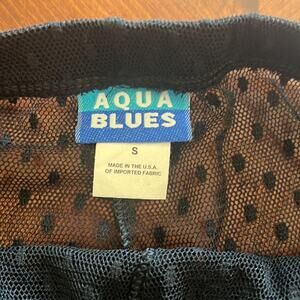 AQUA
BLUES
S
MADE IN THE U.S.A.
OF IMPORTED FABRIC